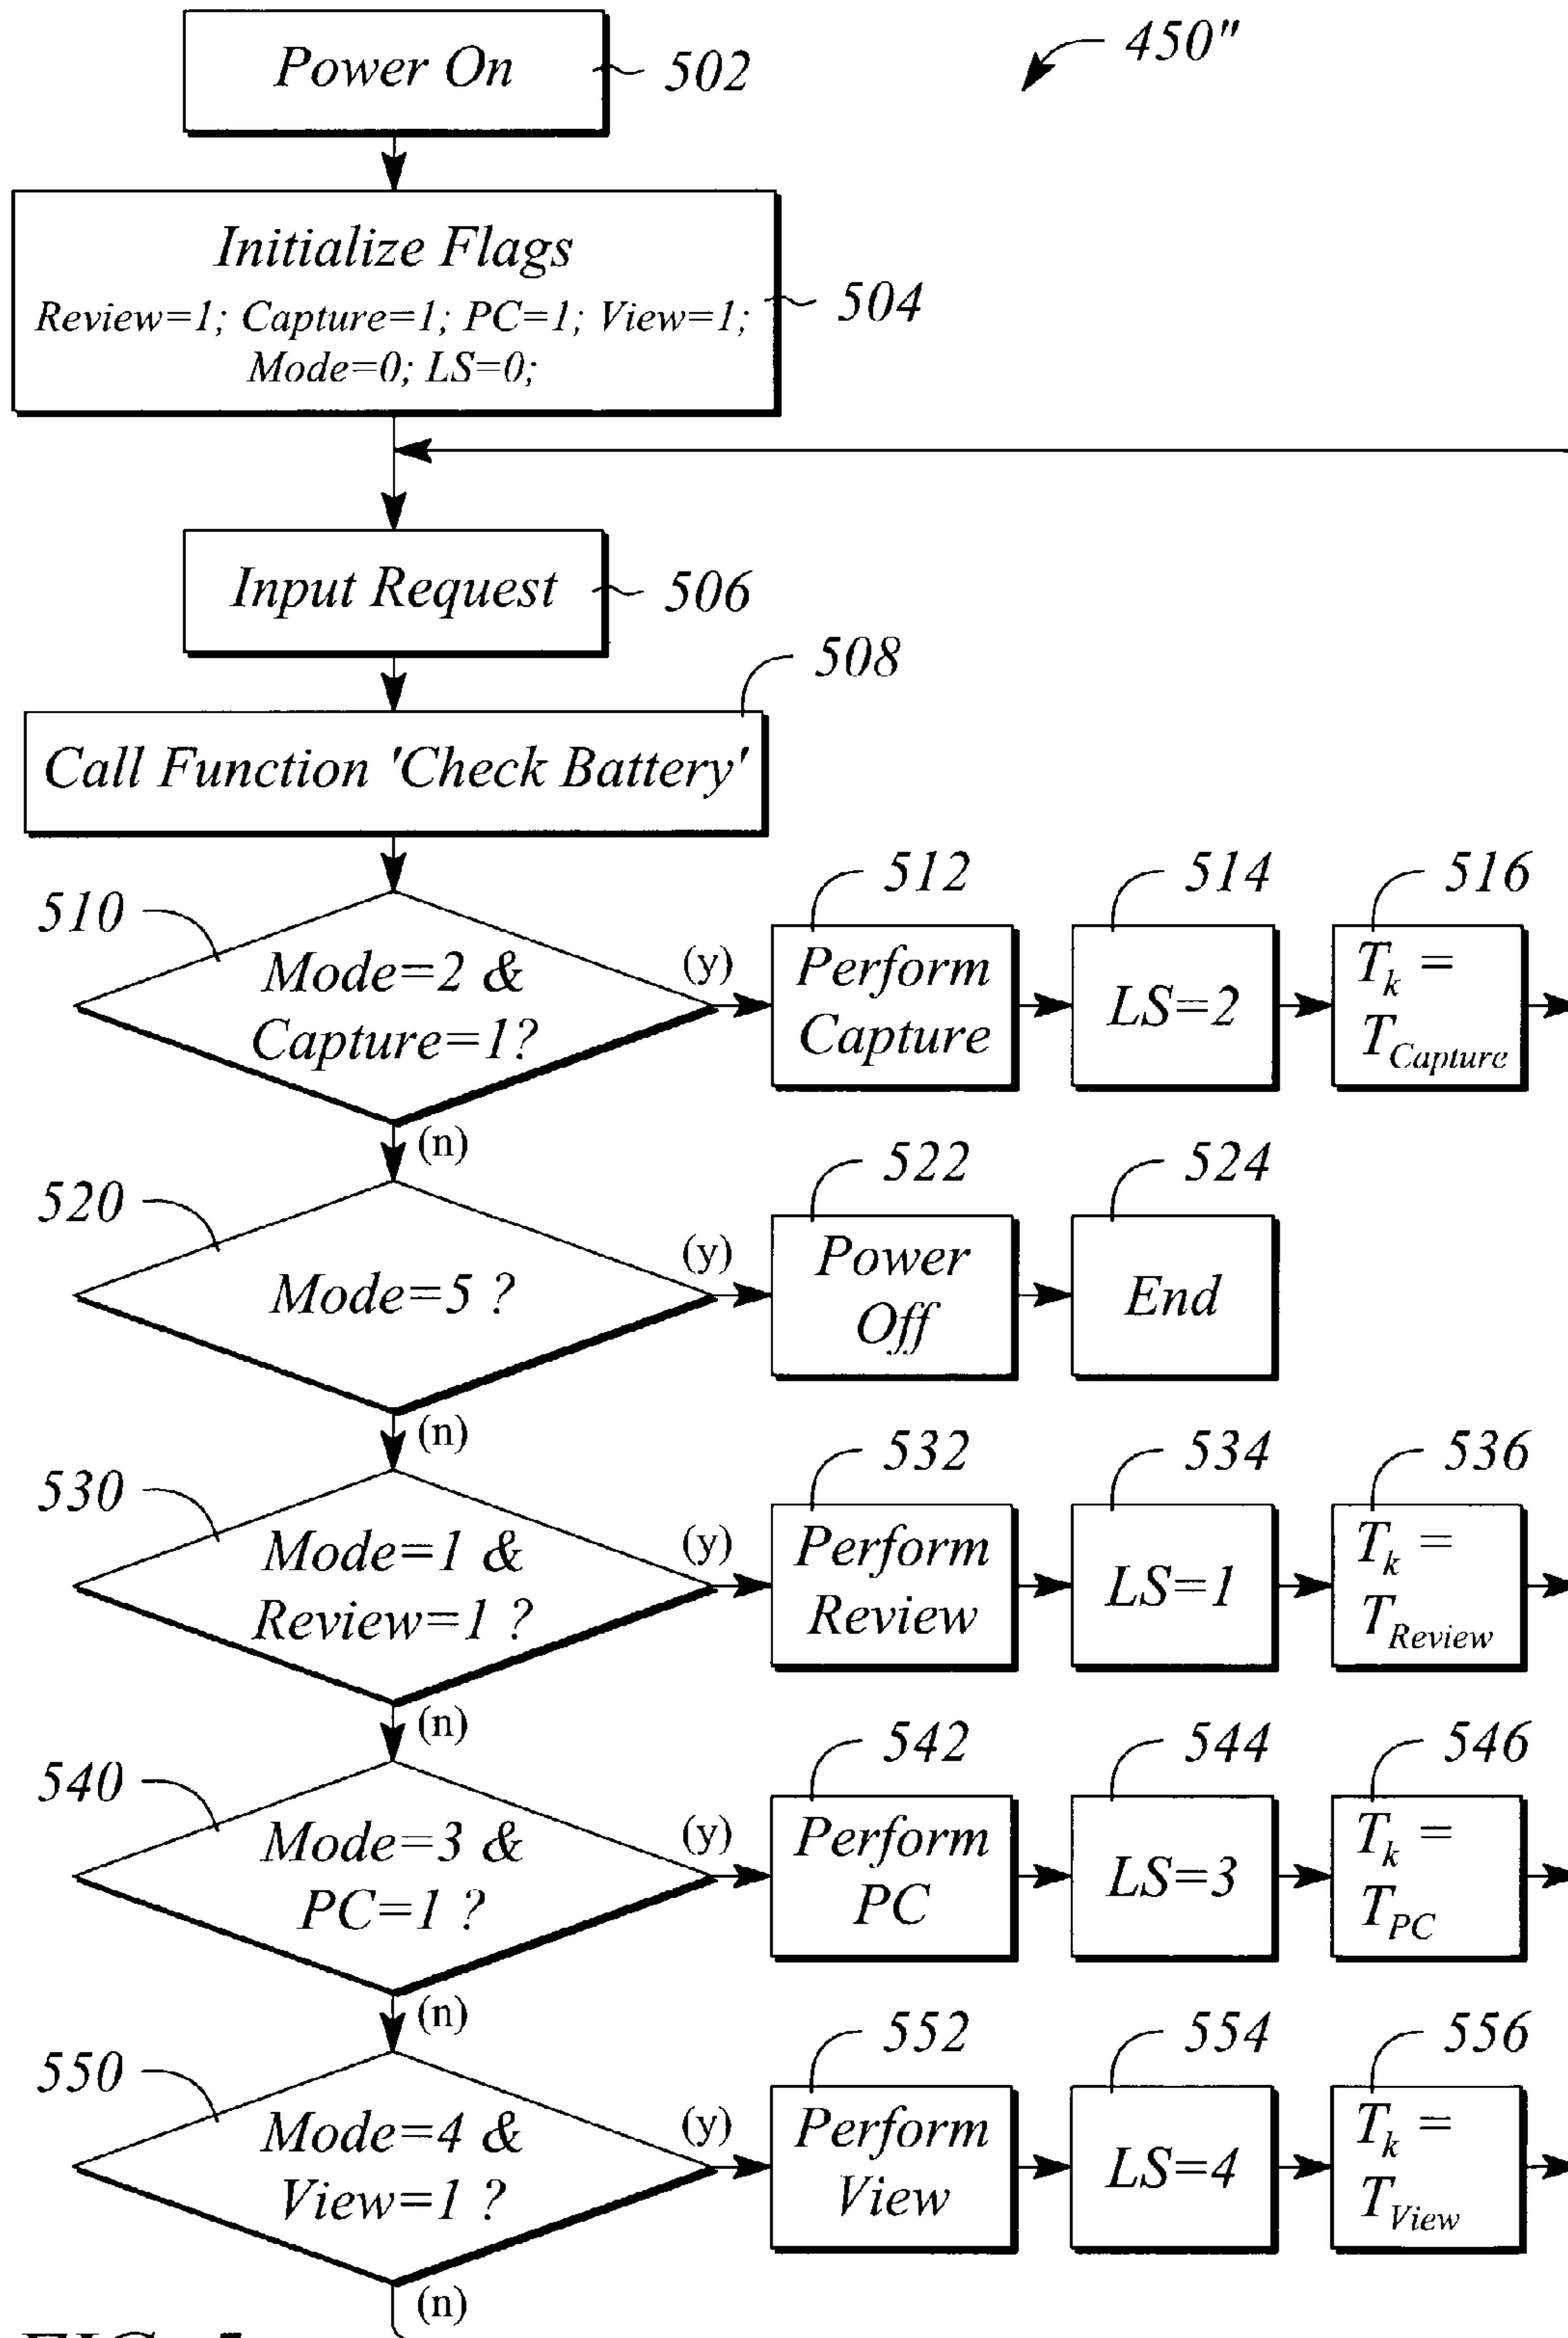 Power On
502
450"
Initialize Flags
Review=1; Capture=1; PC=1; View=1;
Mode=0; LS=0;
504
Input Request
506
508
Call Function 'Check Battery'
510
Mode=2 &
Capture=1?
(y)
512
Perform
Capture
514
LS=2
516
Tk =
TCapture
(n)
520
Mode=5 ?
(y)
522
Power
Off
524
End
(n)
530
Mode=1 &
Review=1 ?
(y)
532
Perform
Review
534
LS=1
536
Tk =
TReview
(n)
540
Mode=3 &
PC=1 ?
(y)
542
Perform
PC
544
LS=3
546
Tk =
TPC
(n)
550
Mode=4 &
View=1 ?
(y)
552
Perform
View
554
LS=4
556
Tk =
TView
(n)